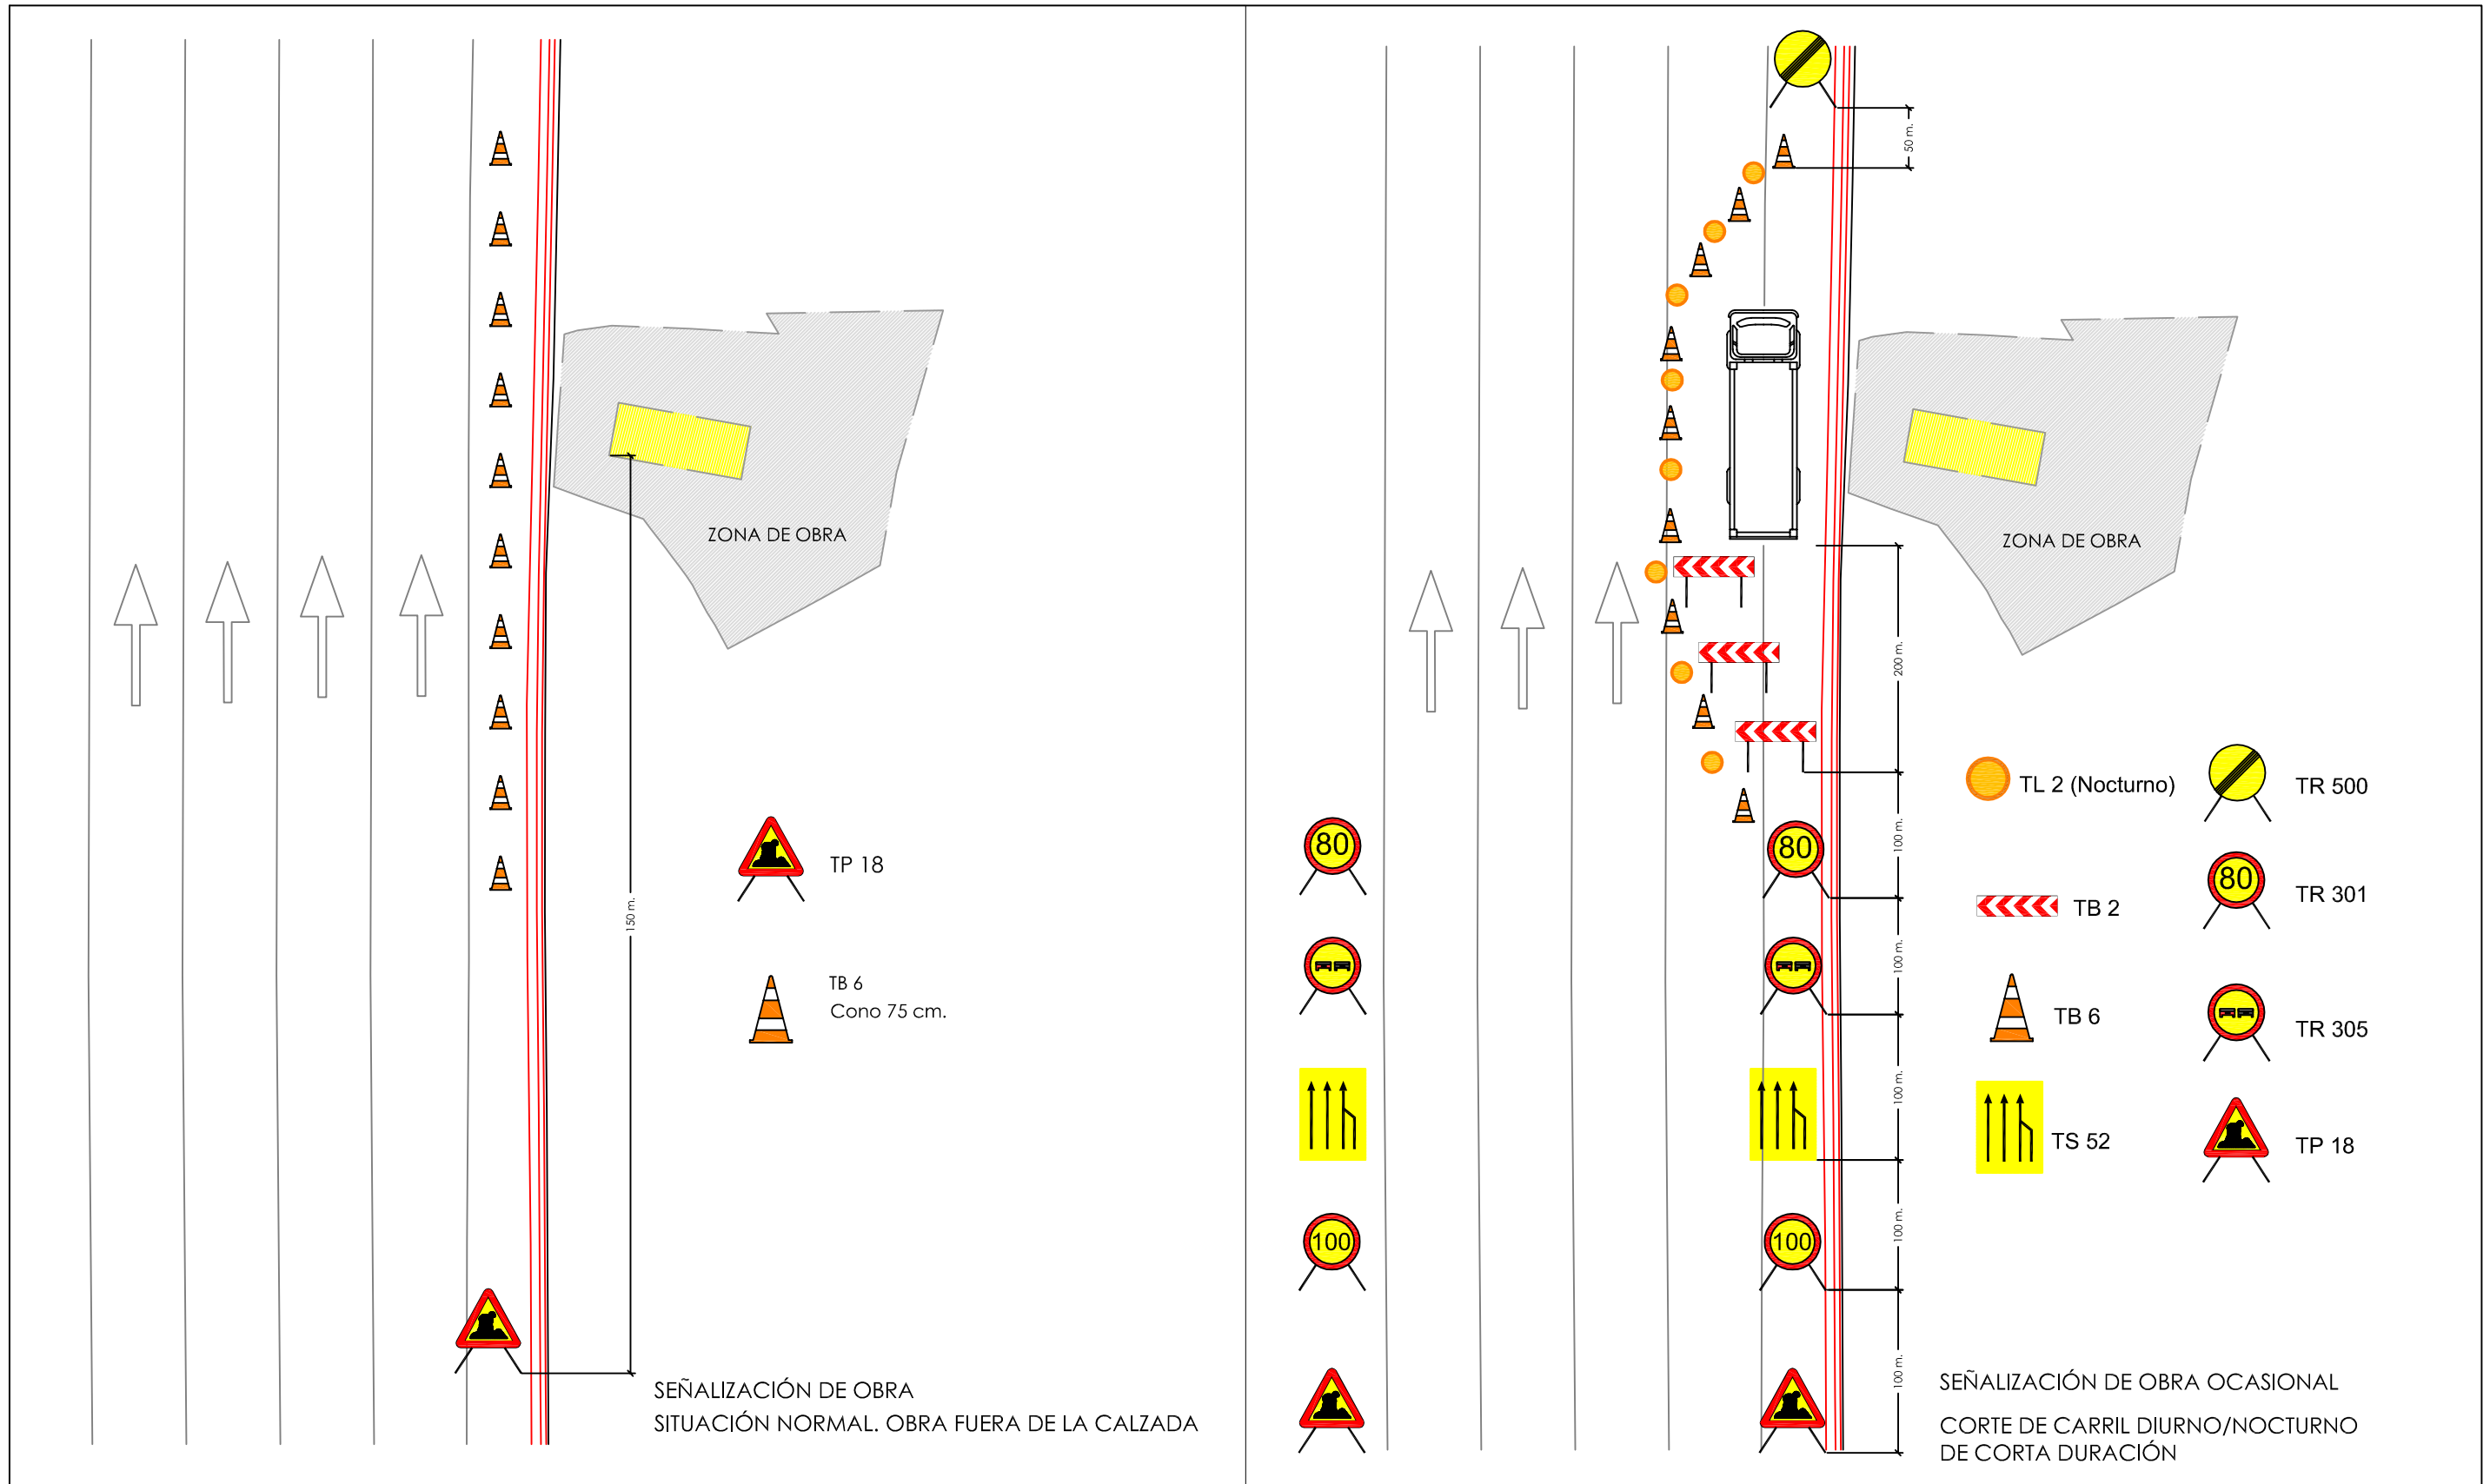 ZONA DE OBRA
TP 18
TB 6
Cono 75 cm.
150 m.
SEÑALIZACIÓN DE OBRA
SITUACIÓN NORMAL. OBRA FUERA DE LA CALZADA
50 m.
ZONA DE OBRA
200 m.
100 m.
100 m.
100 m.
100 m.
100 m.
80
80
100
100
TL 2 (Nocturno)
TR 500
TB 2
80
TR 301
TB 6
TR 305
TS 52
TP 18
SEÑALIZACIÓN DE OBRA OCASIONAL
CORTE DE CARRIL DIURNO/NOCTURNO
DE CORTA DURACIÓN